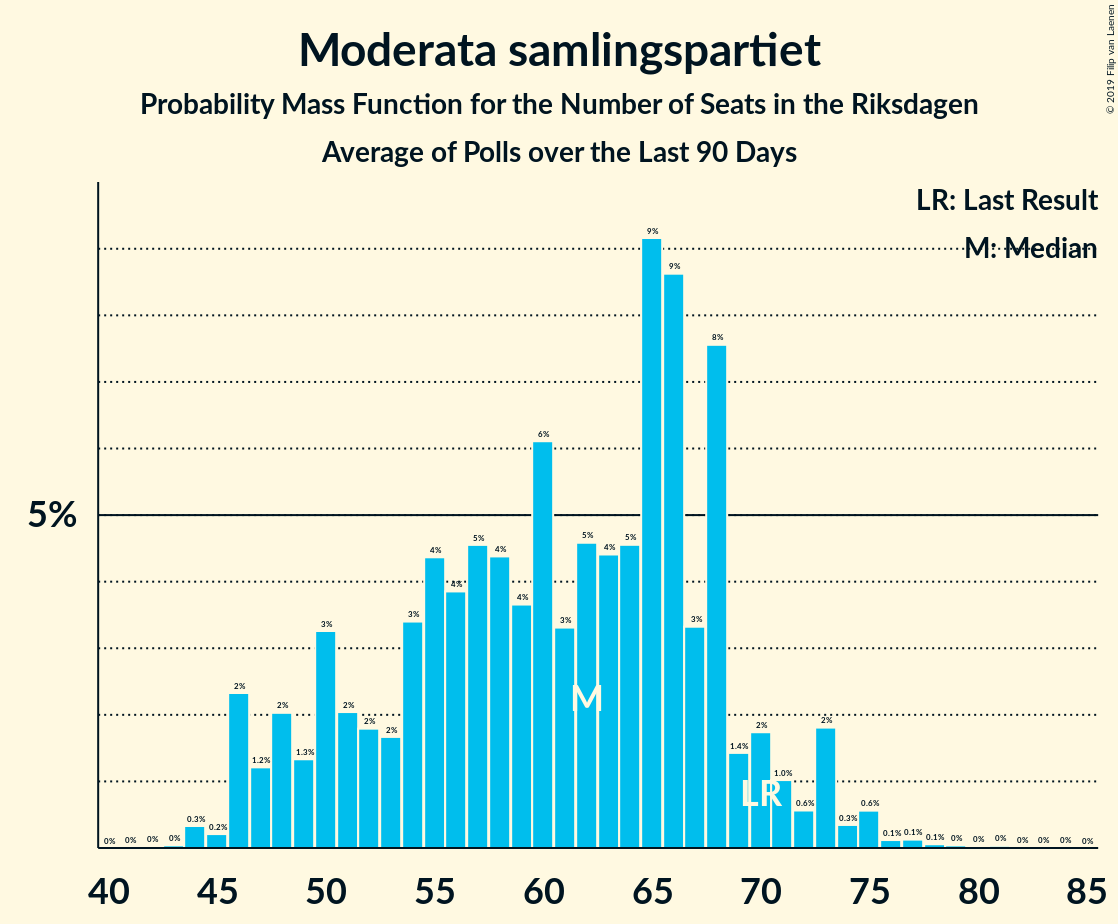 Moderata samlingspartiet
Probability Mass Function for the Number of Seats in the Riksdagen
Average of Polls over the Last 90 Days
© 2019 Filip van Laenen
LR: Last Result
M: Median
5%
0% 0% 0% 0% 0.3% 0.2% 2% 1.2% 2% 1.3% 3% 2% 2% 2% 3% 4% 4% 5% 4% 4% 6% 3% 5% 4% 5% 9% 9% 3% 8% 1.4% 2% 1.0% 0.6% 2% 0.3% 0.6% 0.1% 0.1% 0.1% 0% 0% 0% 0% 0% 0% 0%
M
LR
40 45 50 55 60 65 70 75 80 85